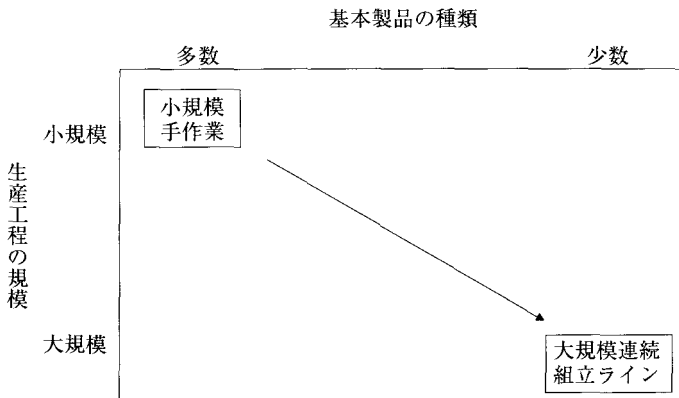 基本製品の種類
多数
少数
小規模
手作業
小規模
生産工程の規模
大規模
大規模連続
組立ライン